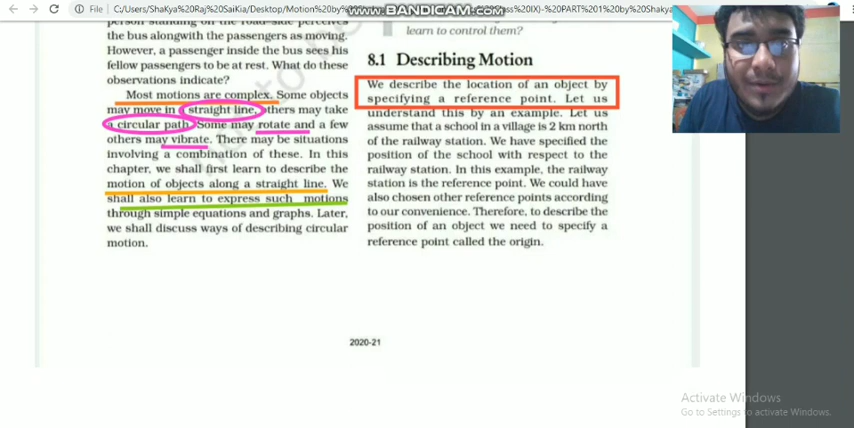 File
C:/Users/ShaKya Raj SaiKia/Desktop/Motion%20by%
www.BANDICAM.com
(IX)-%20PART%201%20by%20Shakya
the bus alongwith the passengers as moving.
However, a passenger inside the bus sees his
fellow passengers to be at rest. What do these
observations indicate?
Most motions are complex. Some objects
may move in a straight line, others may take
a circular path. Some may rotate and a few
others may vibrate. There may be situations
involving a combination of these. In this
chapter, we shall first learn to describe the
motion of objects along a straight line. We
shall also learn to express such motions
through simple equations and graphs. Later,
we shall discuss ways of describing circular
motion.
learn to control them?
8.1 Describing Motion
We describe the location of an object by
specifying a reference point. Let us
understand this by an example. Let us
assume that a school in a village is 2 km north
of the railway station. We have specified the
position of the school with respect to the
railway station. In this example, the railway
station is the reference point. We could have
also chosen other reference points according
to our convenience. Therefore, to describe the
position of an object we need to specify a
reference point called the origin.
2020-21
Activate Windows
Go to Settings to activate Windows.